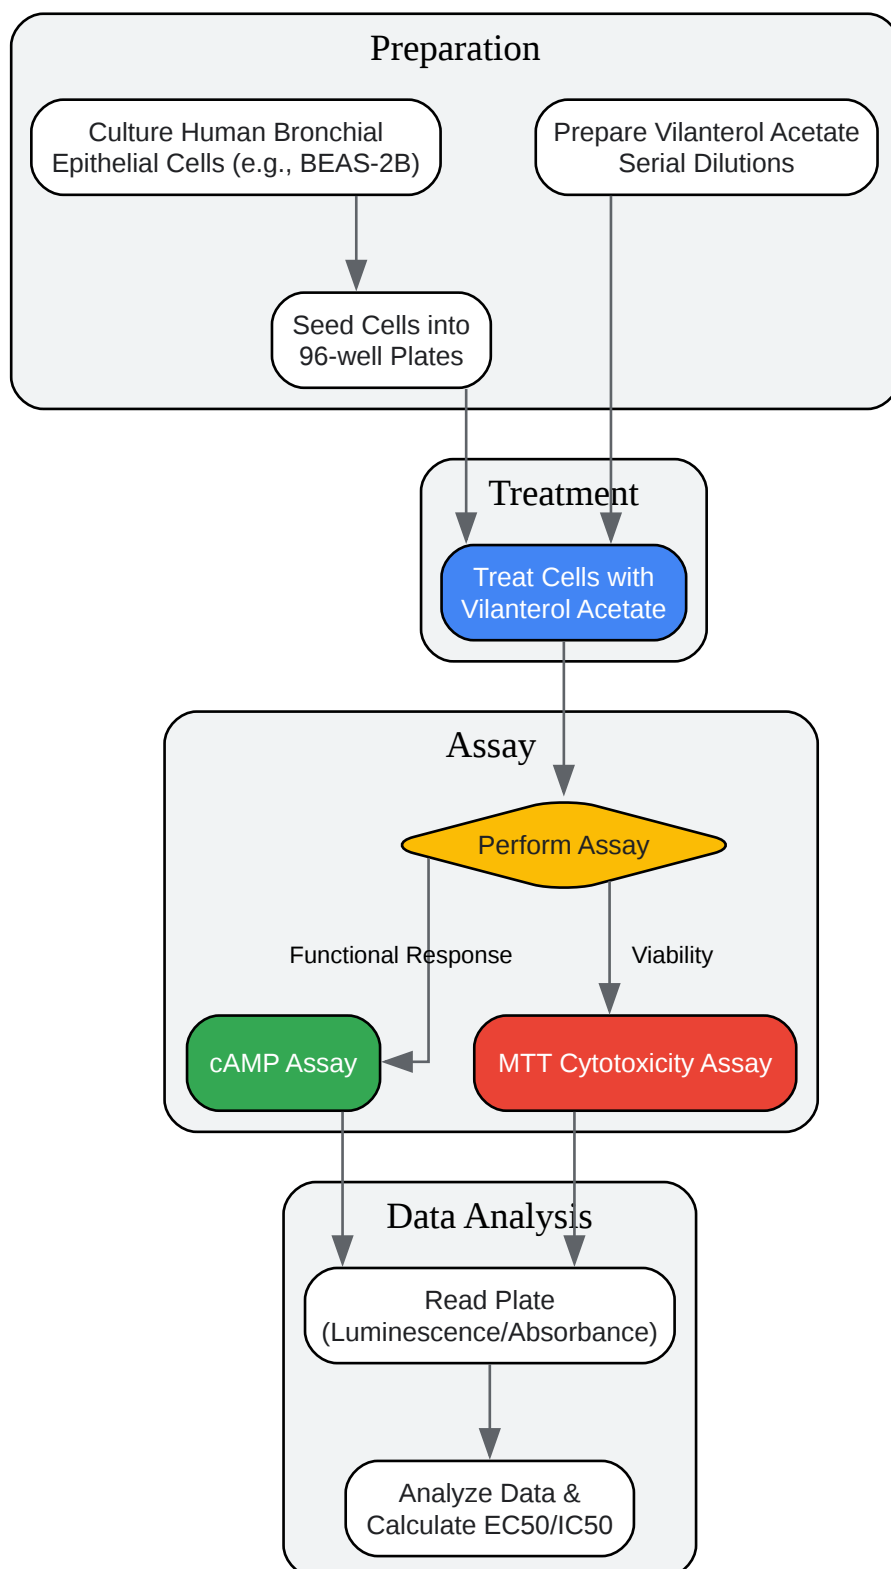 Preparation
Culture Human Bronchial
Epithelial Cells (e.g., BEAS-2B)
Prepare Vilanterol Acetate
Serial Dilutions
Seed Cells into
96-well Plates
Treatment
Treat Cells with
Vilanterol Acetate
Assay
Perform Assay
Functional Response
Viability
cAMP Assay
MTT Cytotoxicity Assay
Data Analysis
Read Plate
(Luminescence/Absorbance)
Analyze Data &
Calculate EC50/IC50